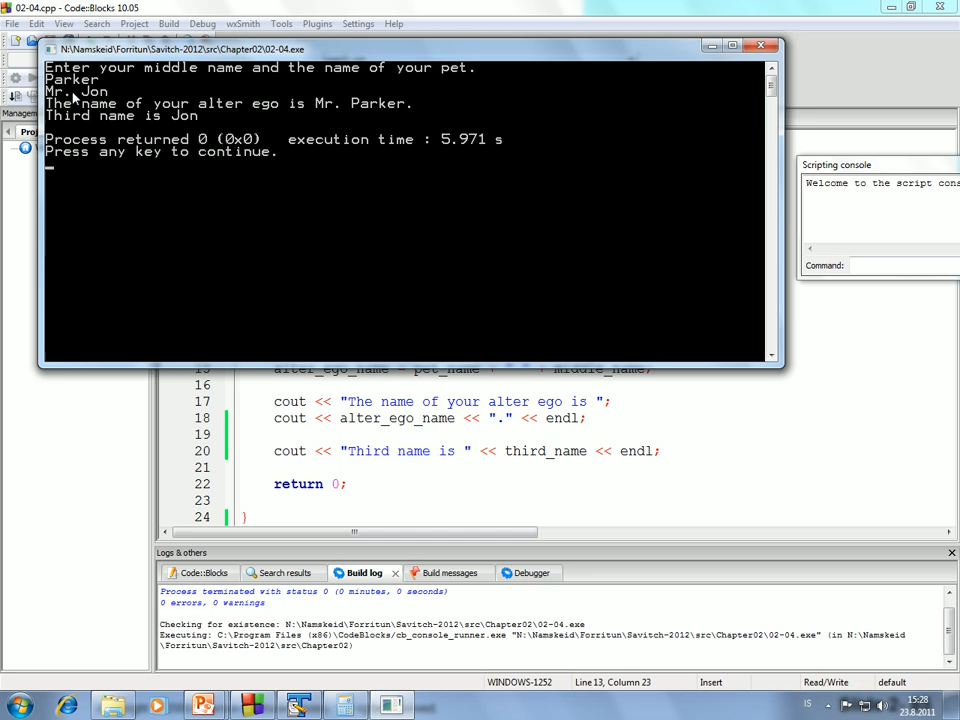 02-04.cpp - Code::Blocks 10.05
File Edit View Search Project Build Debug wxSmith Tools Plugins Settings Help
N:\Namskeid\Forritun\Savitch-2012\src\Chapter02\02-04.exe
Enter your middle name and the name of your pet.
Parker
Mr. Jon
The name of your alter ego is Mr. Parker.
Third name is Jon
Process returned 0 (0x0)   execution time : 5.971 s
Press any key to continue.
Manageme
Proj
Scripting console
Welcome to the script cons
Command:
16
17 cout << "The name of your alter ego is ";
18 cout << alter_ego_name << "." << endl;
19
20 cout << "Third name is " << third_name << endl;
21
22 return 0;
23
24 }
Logs & others
Code::Blocks Search results Build log Build messages Debugger
Process terminated with status 0 (0 minutes, 0 seconds)
0 errors, 0 warnings
Checking for existence: N:\Namskeid\Forritun\Savitch-2012\src\Chapter02\02-04.exe
Executing: C:\Program Files (x86)\CodeBlocks/cb_console_runner.exe "N:\Namskeid\Forritun\Savitch-2012\src\Chapter02\02-04.exe" (in N:\Namskeid
\Forritun\Savitch-2012\src\Chapter02)
WINDOWS-1252 Line 13, Column 23 Insert Read/Write default
IS 15:28
23.8.2011